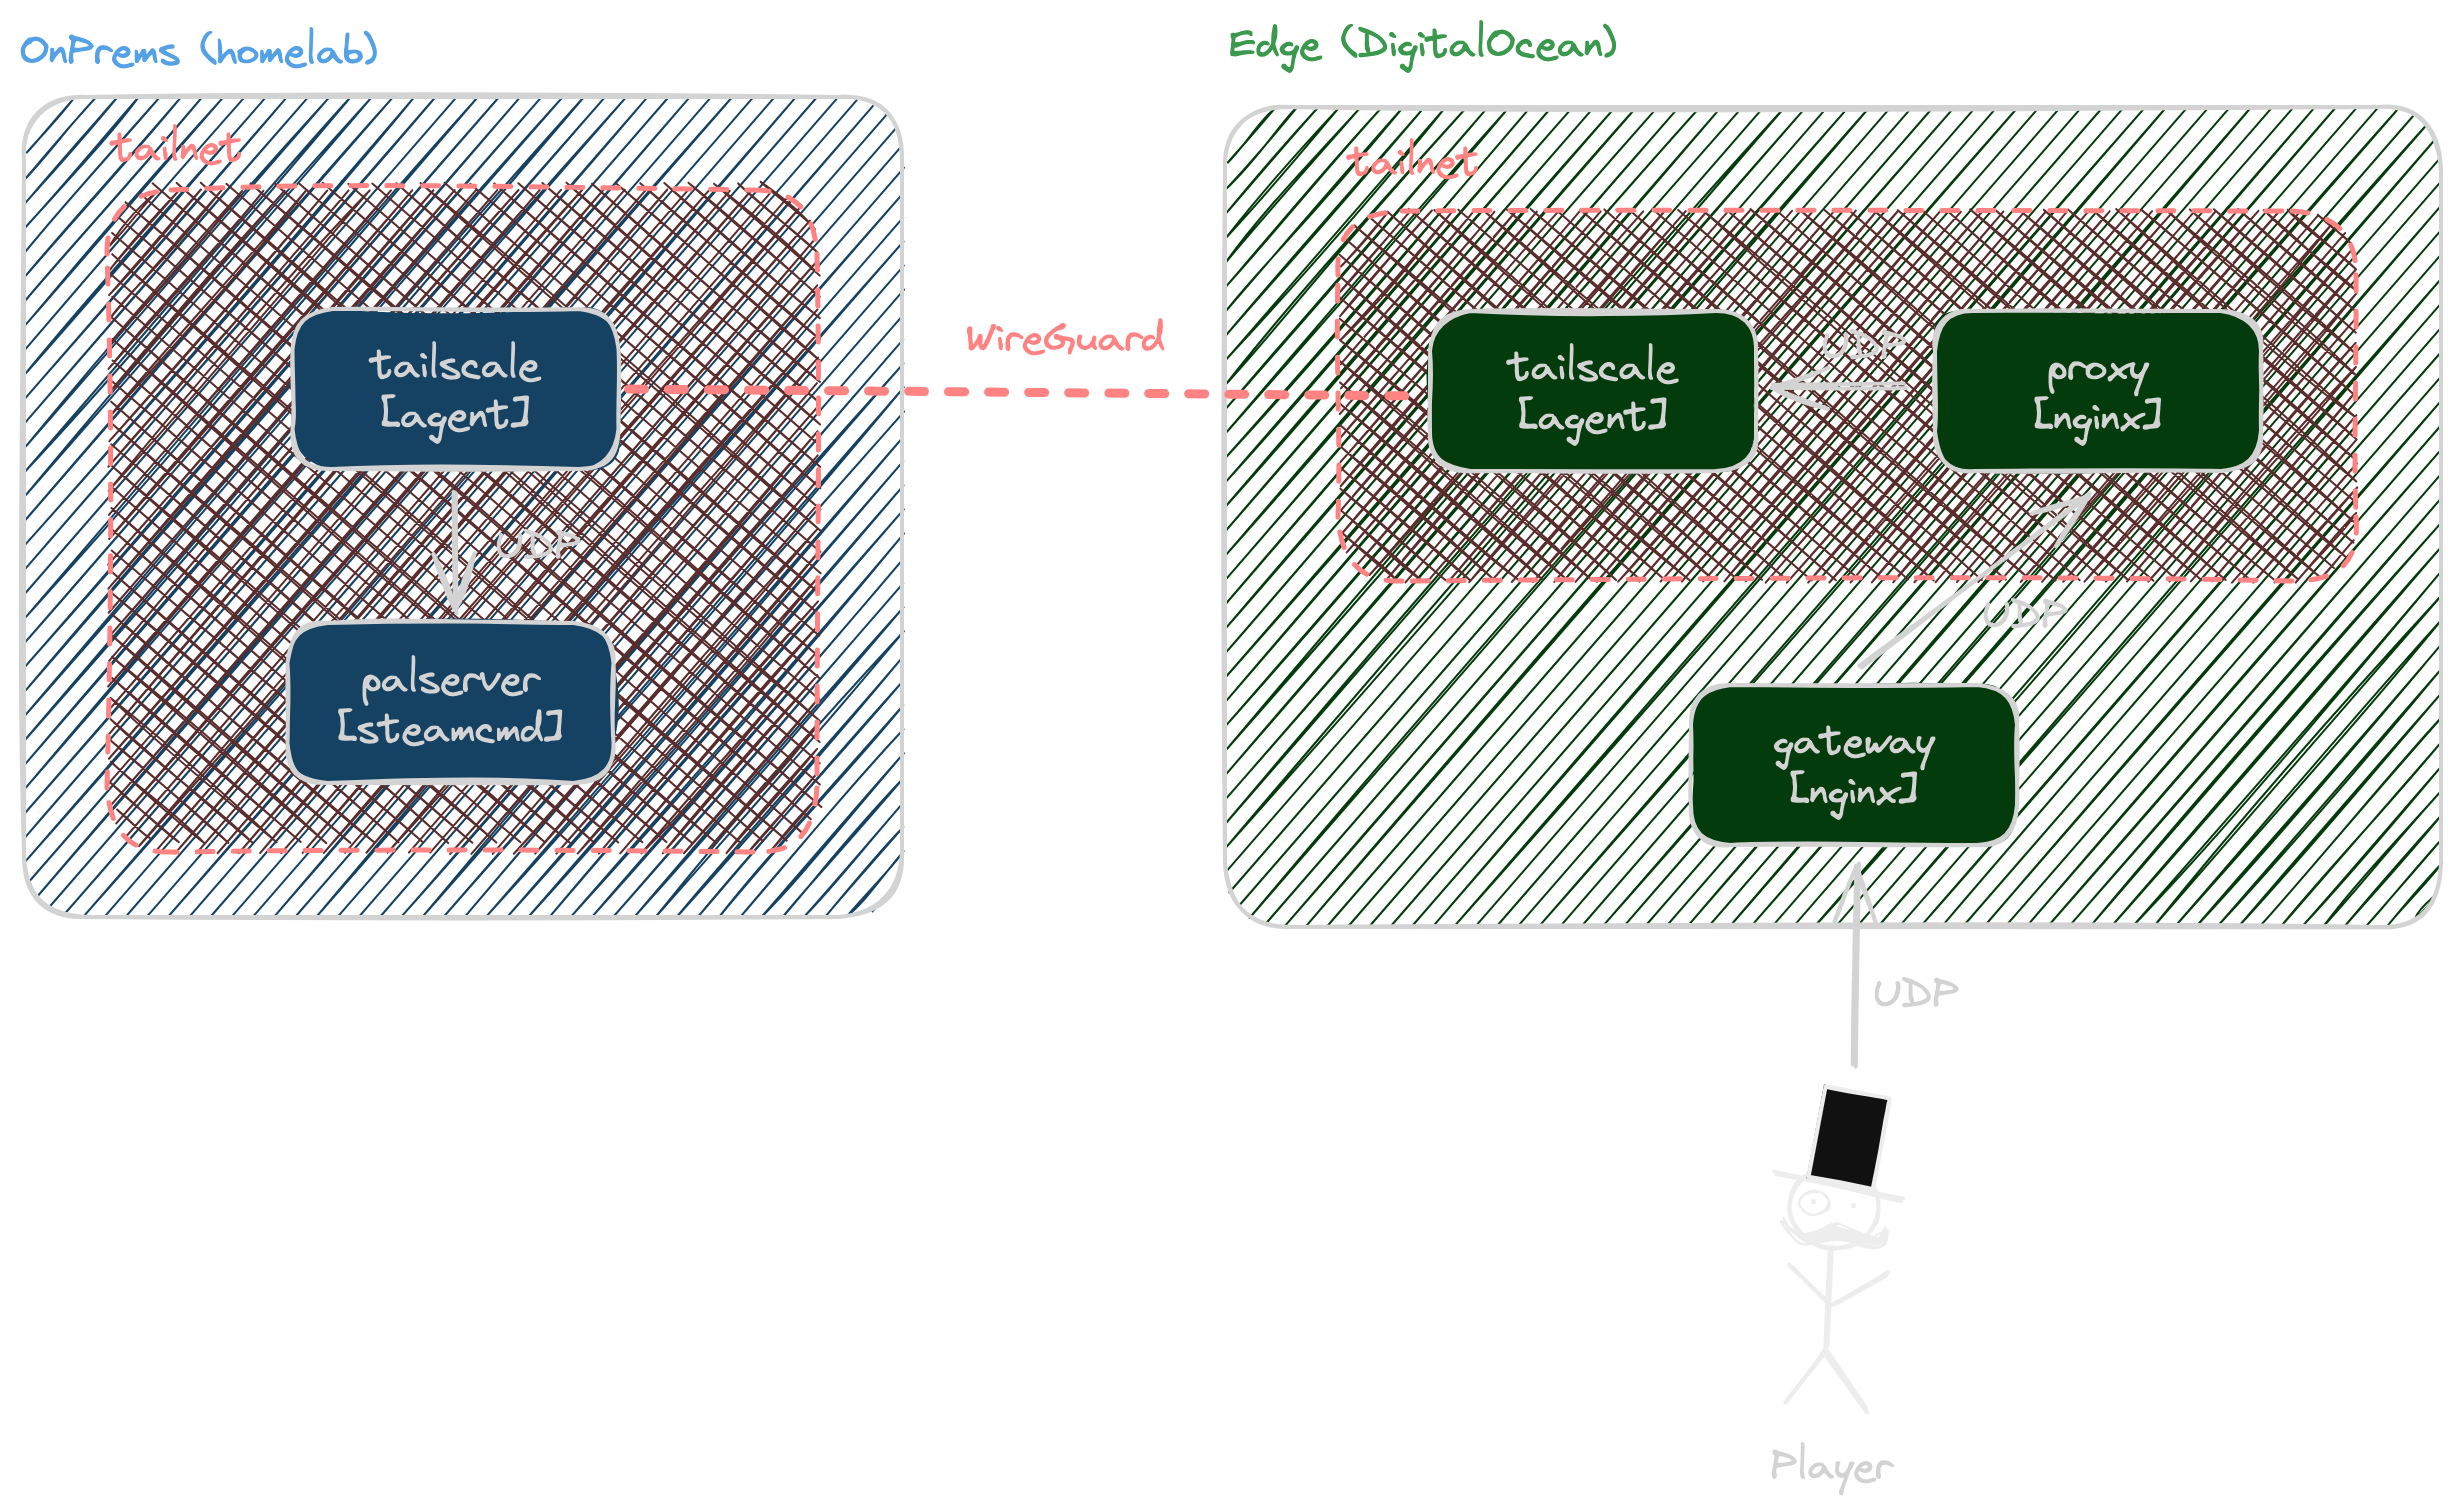 OnPrems (homelab)
tailnet
tailscale
[agent]
UDP
palserver
[steamcmd]
WireGuard
Edge (DigitalOcean)
tailnet
tailscale
[agent]
UDP
proxy
[nginx]
UDP
gateway
[nginx]
UDP
Player